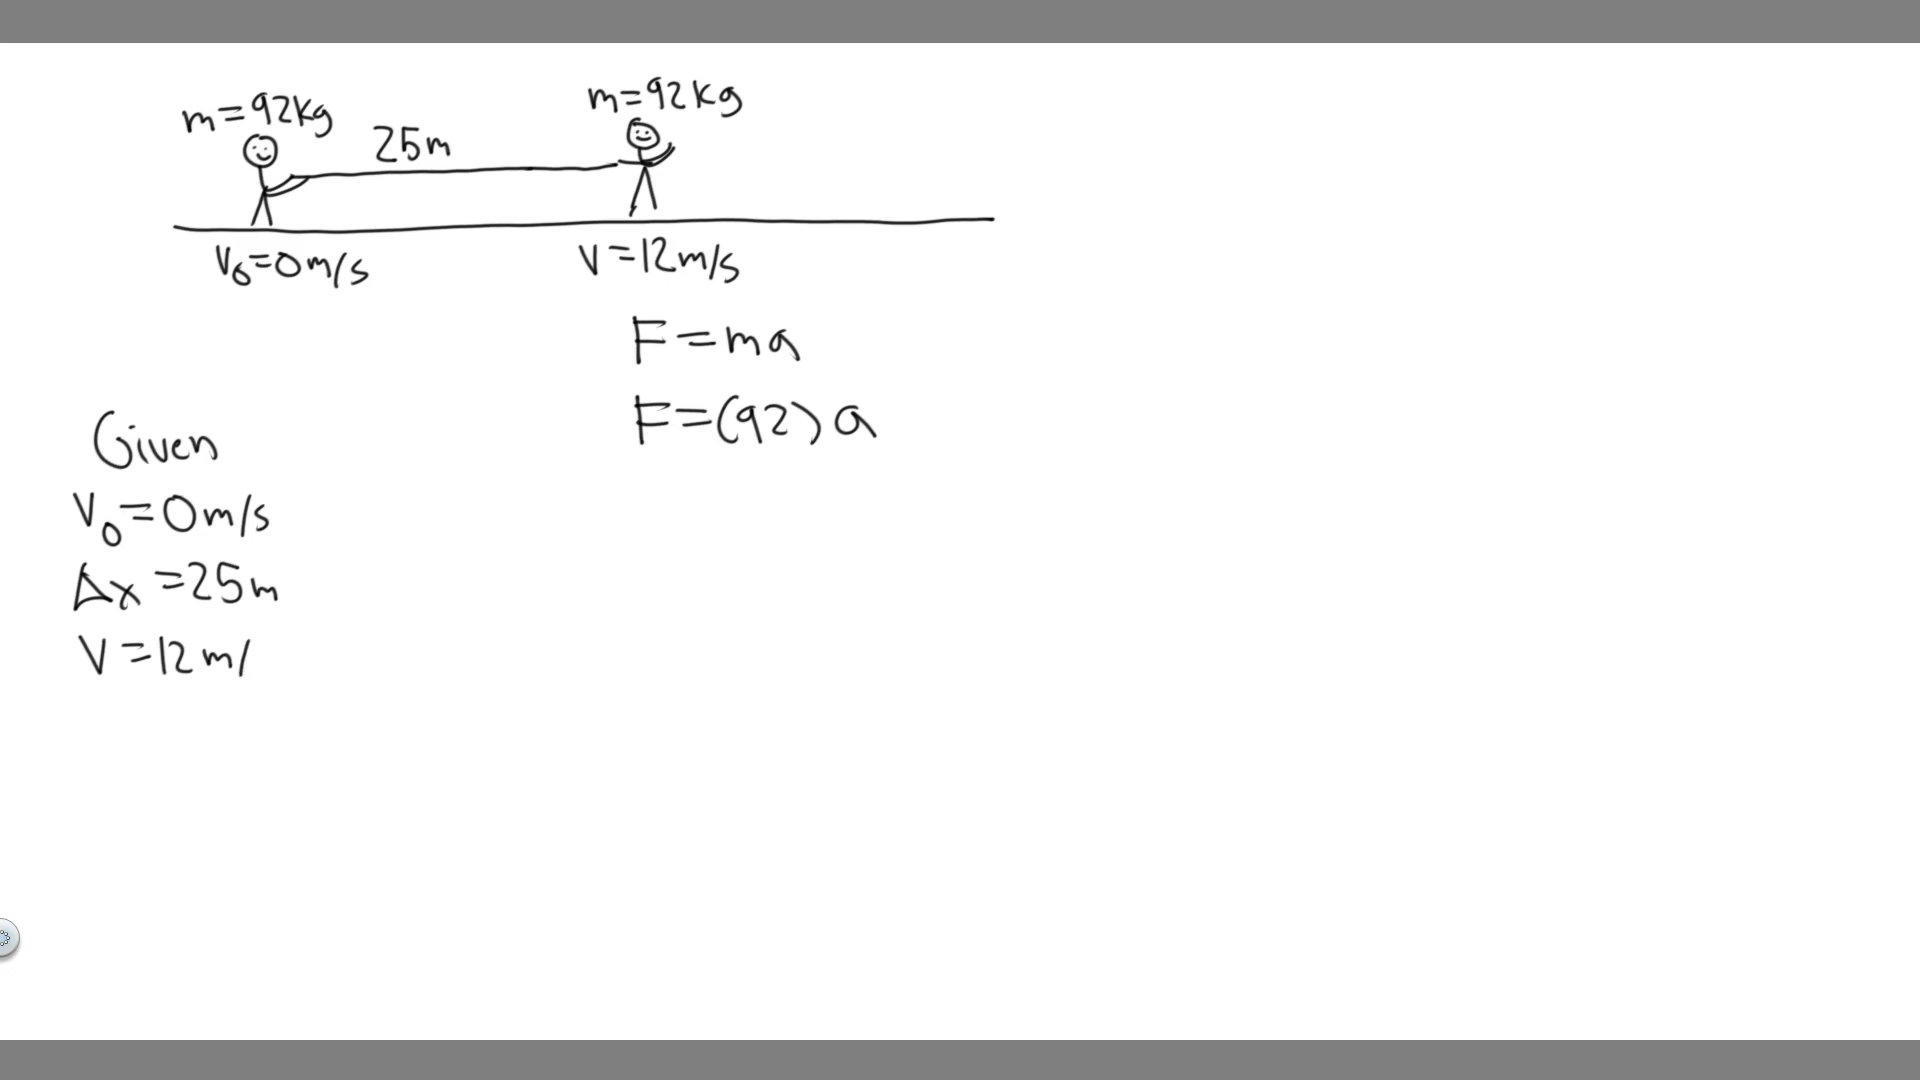 m=92kg
25m
m=92kg
V₀=0m/s
V=12m/s
F=ma
F=(92)a
Given
V₀=0m/s
Δx=25m
V=12m/